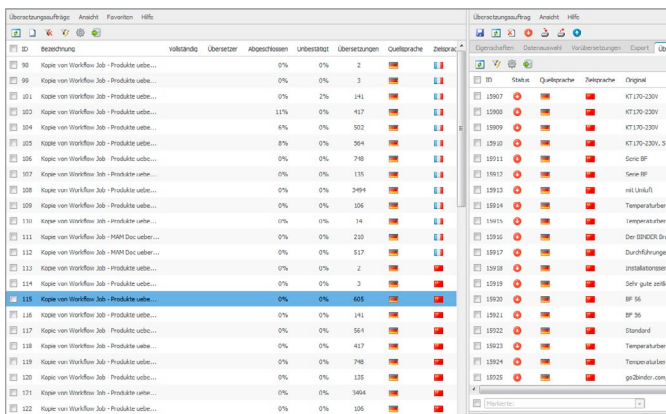 Übersetzungsaufträge Ansicht Favoriten Hilfe
ID Bezeichnung Vollständig Übersetzer Abgeschlossen Unbestätigt Übersetzungen Quellsprache Zielsprac
98 Kopie von Workflow Job - Produkte uebe... 0% 0% 2
99 Kopie von Workflow Job - Produkte uebe... 0% 0% 3
101 Kopie von Workflow Job - Produkte uebe... 0% 2% 141
103 Kopie von Workflow Job - Produkte uebe... 11% 0% 417
104 Kopie von Workflow Job - Produkte uebe... 6% 0% 502
105 Kopie von Workflow Job - Produkte uebe... 8% 0% 564
106 Kopie von Workflow Job - Produkte uebe... 0% 0% 748
107 Kopie von Workflow Job - Produkte uebe... 0% 0% 135
108 Kopie von Workflow Job - Produkte uebe... 0% 0% 3494
109 Kopie von Workflow Job - Produkte uebe... 0% 0% 106
110 Kopie von Workflow Job - Produkte uebe... 0% 0% 14
111 Kopie von Workflow Job - MAM Doc ueber... 0% 0% 210
112 Kopie von Workflow Job - MAM Doc ueber... 0% 0% 517
113 Kopie von Workflow Job - Produkte uebe... 0% 0% 2
114 Kopie von Workflow Job - Produkte uebe... 0% 0% 3
115 Kopie von Workflow Job - Produkte uebe... 0% 0% 605
116 Kopie von Workflow Job - Produkte uebe... 0% 0% 141
117 Kopie von Workflow Job - Produkte uebe... 0% 0% 564
118 Kopie von Workflow Job - Produkte uebe... 0% 0% 417
119 Kopie von Workflow Job - Produkte uebe... 0% 0% 748
120 Kopie von Workflow Job - Produkte uebe... 0% 0% 135
121 Kopie von Workflow Job - Produkte uebe... 0% 0% 3494
122 Kopie von Workflow Job - Produkte uebe... 0% 0% 106
Übersetzungsauftrag Ansicht Hilfe
Eigenschaften Datenauswahl Vorübersetzungen Export Üb
ID Status Quellsprache Zielsprache Original
15907 KT170-230V
15908 KT170-230V
15909 KT170-230V
15910 KT170-230V, S
15911 Serie BF
15912 Serie BF
15913 mit Umluft
15914 Temperaturber
15915 Temperaturber
15916 Der BINDER Br
15917 Durchführunge
15918 Installationsser
15919 Sehr gute zeitli
15920 BF 56
15921 BF 56
15922 Standard
15923 Temperaturber
15924 Temperaturber
15925 go2binder.com,
Markierte: